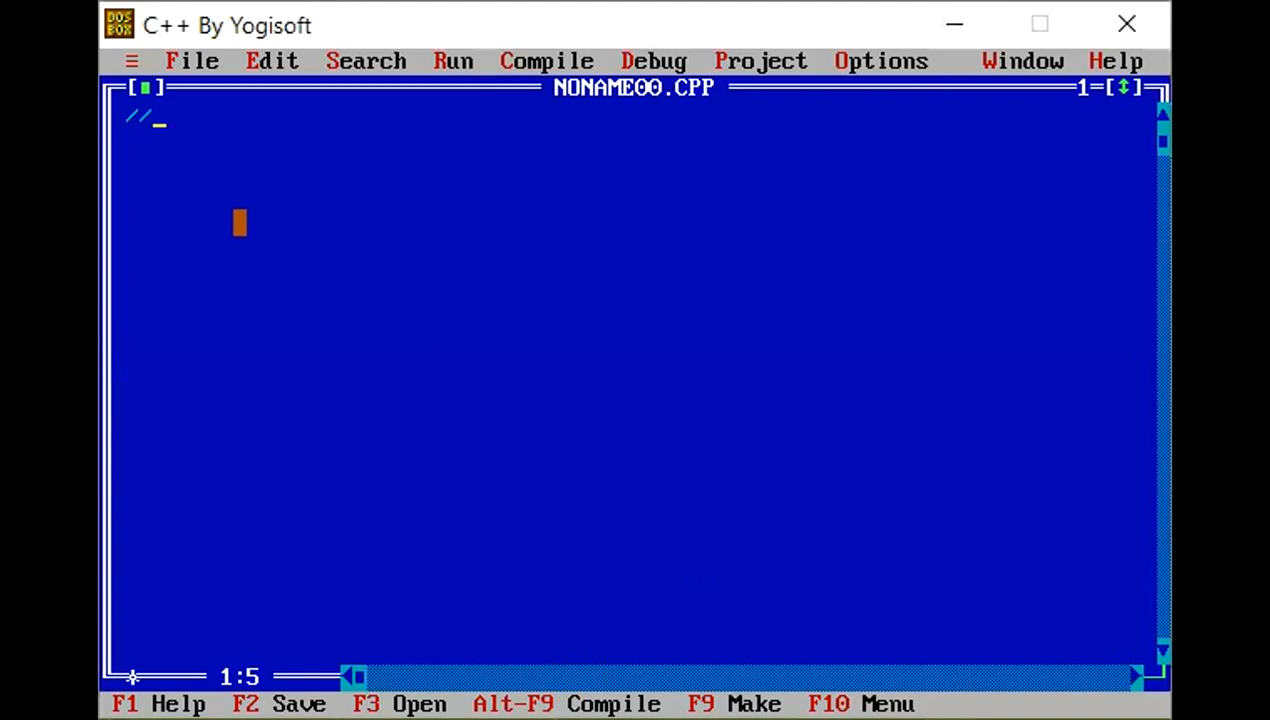 C++ By Yogisoft
≡ File Edit Search Run Compile Debug Project Options Window Help
[■] NONAME00.CPP 1=[↕]
//_
1:5
F1 Help F2 Save F3 Open Alt-F9 Compile F9 Make F10 Menu